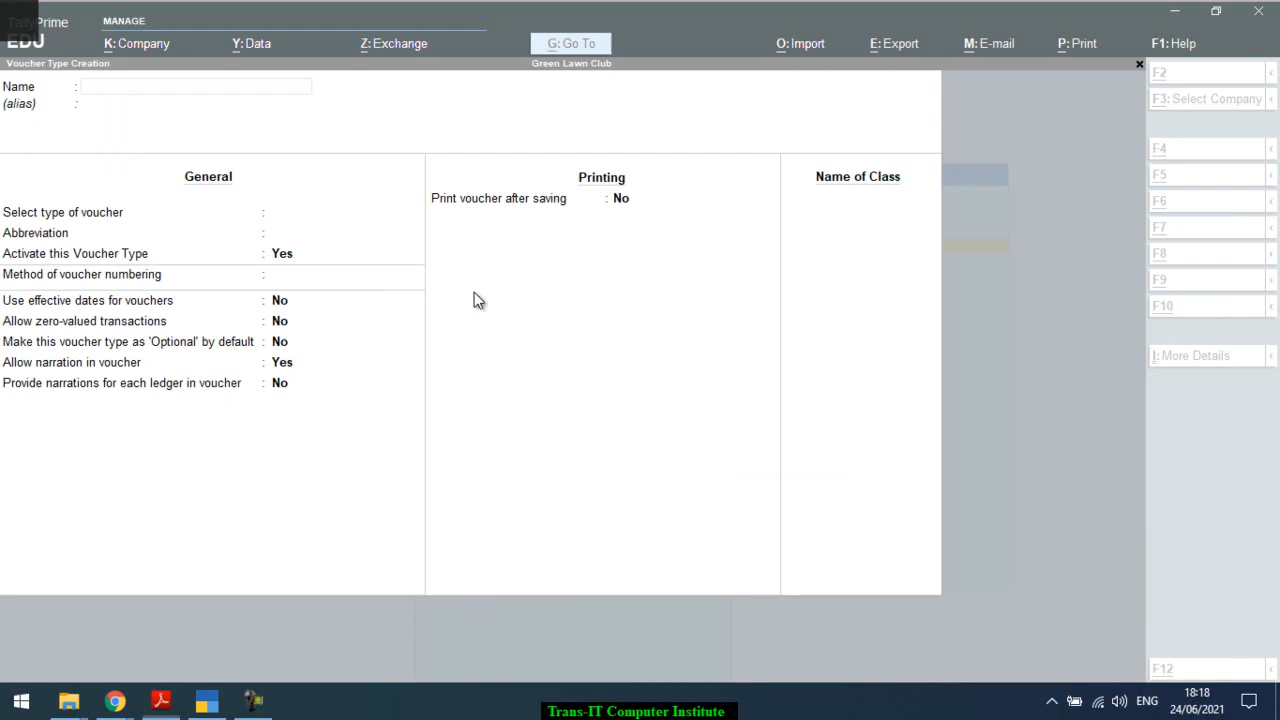 TallyPrime
EDU
MANAGE
K: Company Y: Data Z: Exchange G: Go To O: Import E: Export M: E-mail P: Print F1: Help
Voucher Type Creation Green Lawn Club x
Name :
(alias) :
General
Select type of voucher :
Abbreviation :
Activate this Voucher Type : Yes
Method of voucher numbering :
Use effective dates for vouchers : No
Allow zero-valued transactions : No
Make this voucher type as 'Optional' by default : No
Allow narration in voucher : Yes
Provide narrations for each ledger in voucher : No
Printing
Print voucher after saving : No
Name of Class
F2
F3: Select Company
F4
F5
F6
F7
F8
F9
F10
I: More Details
F12
ENG
18:18
24/06/2021
Trans-IT Computer Institute